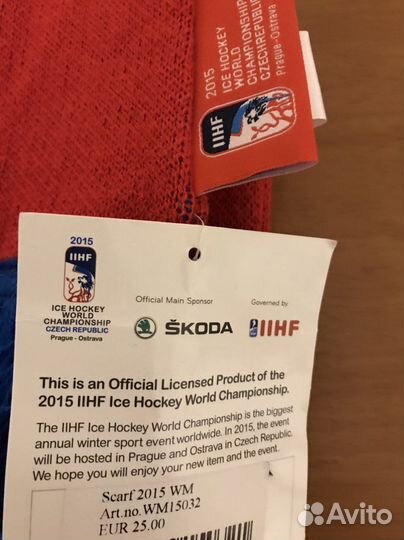 2015
ICE HOCKEY
WORLD
CHAMPIONSHIP
CZECH REPUBLIC
Prague-Ostrava
IIHF
2015
IIHF
ICE HOCKEY
WORLD
CHAMPIONSHIP
CZECH REPUBLIC
Prague - Ostrava
Official Main Sponsor
ŠKODA
Governed by
IIHF
This is an Official Licensed Product of the
2015 IIHF Ice Hockey World Championship.
The IIHF Ice Hockey World Championship is the biggest
annual winter sport event worldwide. In 2015, the event
will be hosted in Prague and Ostrava in Czech Republic.
We hope you will enjoy your new item and the event.
Scarf 2015 WM
Art.no.WM15032
EUR 25.00
Avito